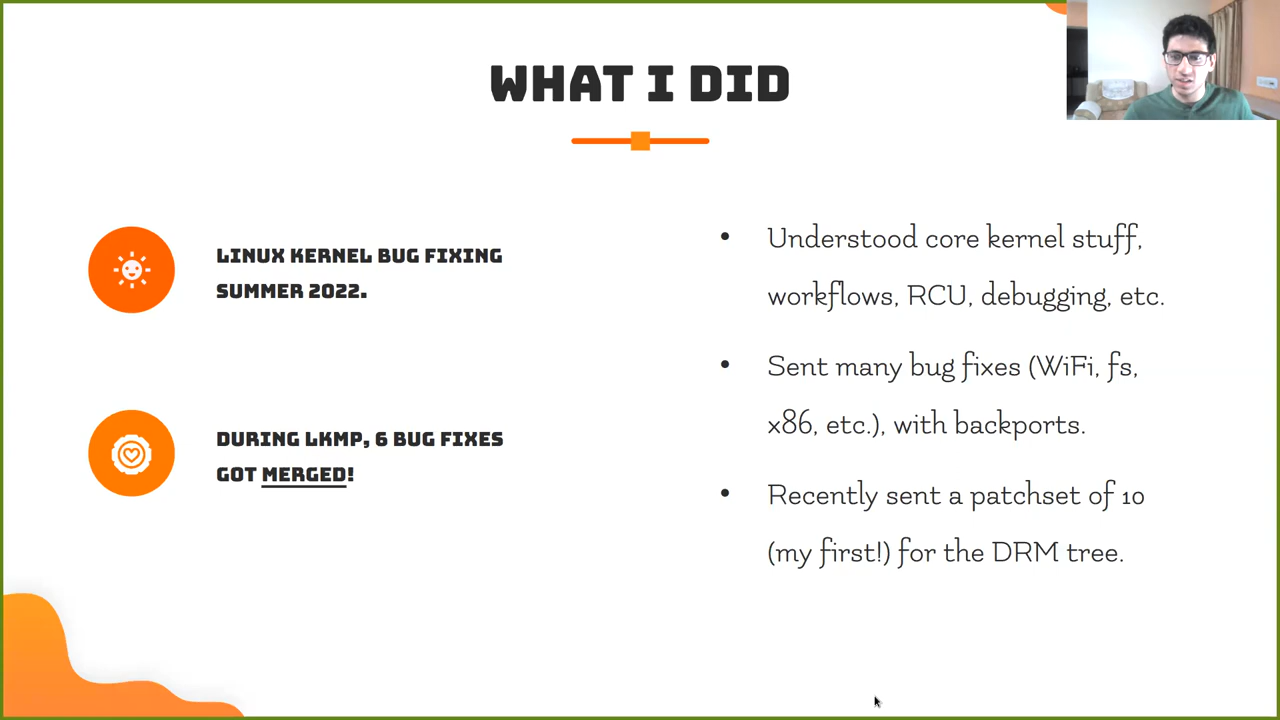 WHAT I DID
LINUX KERNEL BUG FIXING
SUMMER 2022.
DURING LKMP, 6 BUG FIXES
GOT MERGED!
• Understood core kernel stuff,
workflows, RCU, debugging, etc.
• Sent many bug fixes (WiFi, fs,
x86, etc.), with backports.
• Recently sent a patchset of 10
(my first!) for the DRM tree.